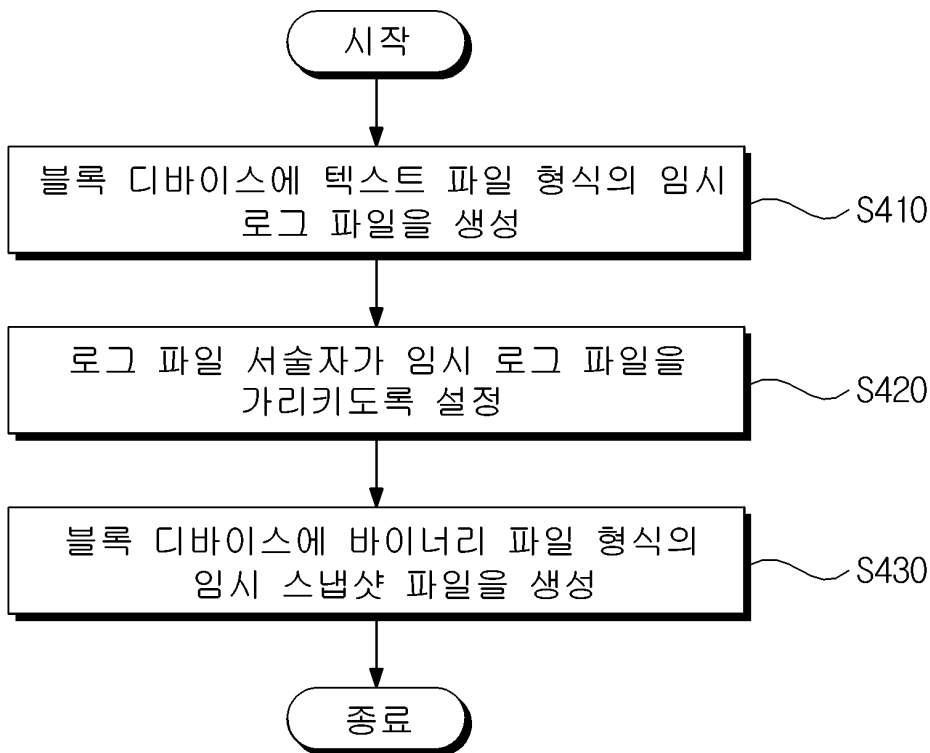 시작
블록 디바이스에 텍스트 파일 형식의 임시
로그 파일을 생성
S410
로그 파일 서술자가 임시 로그 파일을
가리키도록 설정
S420
블록 디바이스에 바이너리 파일 형식의
임시 스냅샷 파일을 생성
S430
종료